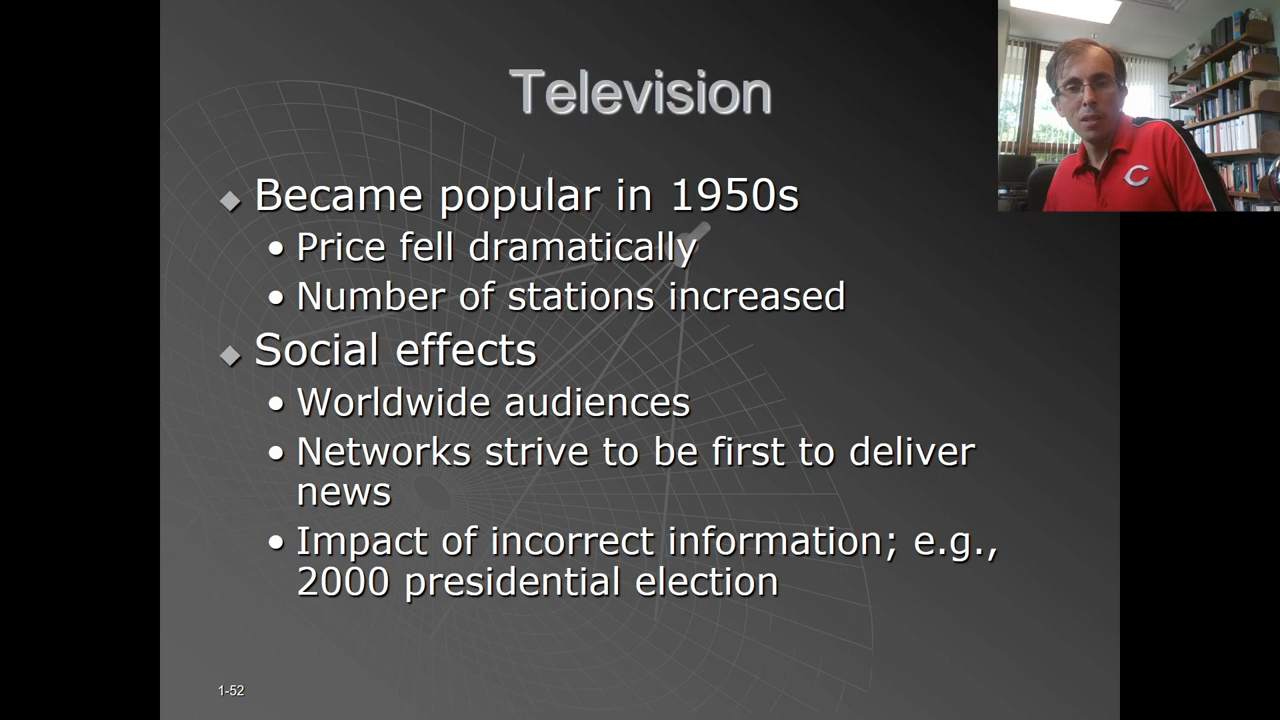 Television
Became popular in 1950s
Price fell dramatically
Number of stations increased
Social effects
Worldwide audiences
Networks strive to be first to deliver
news
Impact of incorrect information; e.g.,
2000 presidential election
1-52
C